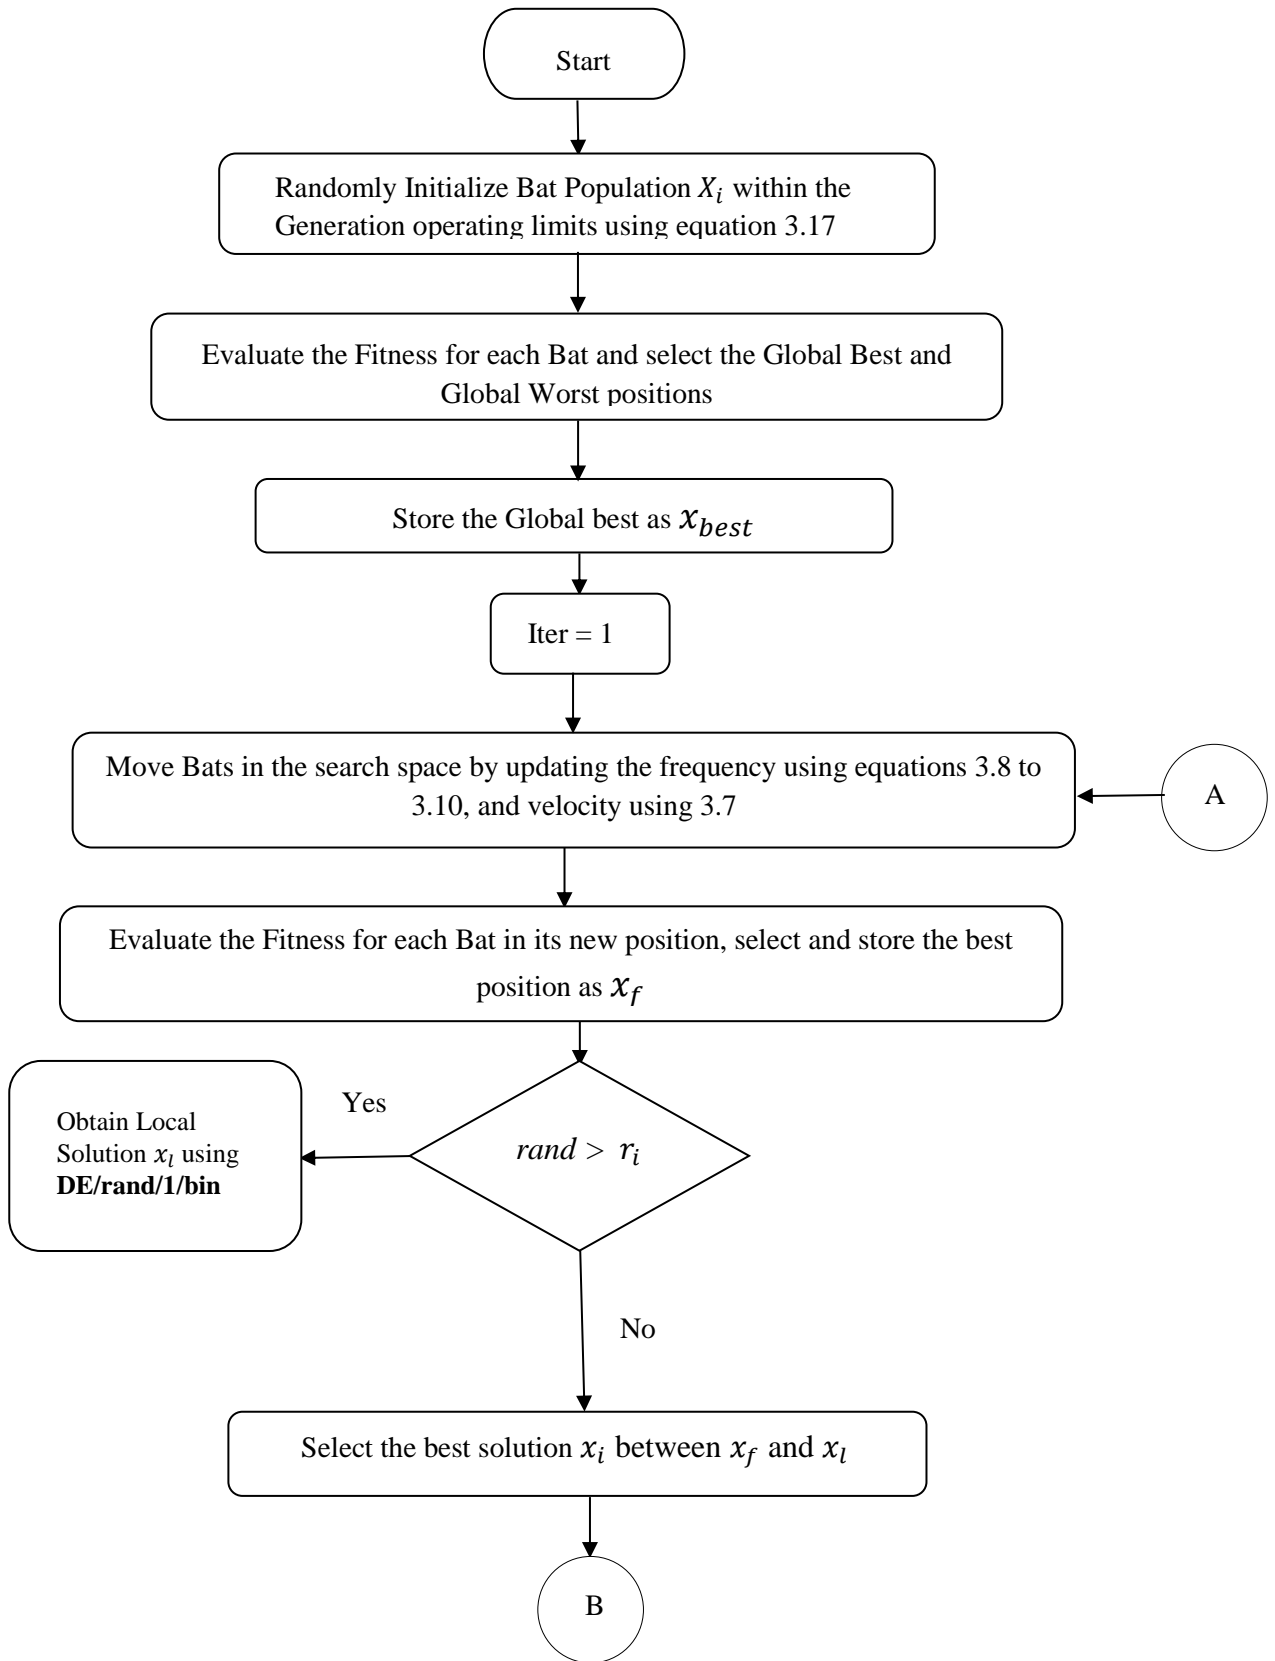 Start
Randomly Initialize Bat Population X_i within the
Generation operating limits using equation 3.17
Evaluate the Fitness for each Bat and select the Global Best and
Global Worst positions
Store the Global best as x_best
Iter = 1
Move Bats in the search space by updating the frequency using equations 3.8 to
3.10, and velocity using 3.7
A
Evaluate the Fitness for each Bat in its new position, select and store the best
position as x_f
Yes
Obtain Local
Solution x_l using
DE/rand/1/bin
rand > r_i
No
Select the best solution x_i between x_f and x_l
B